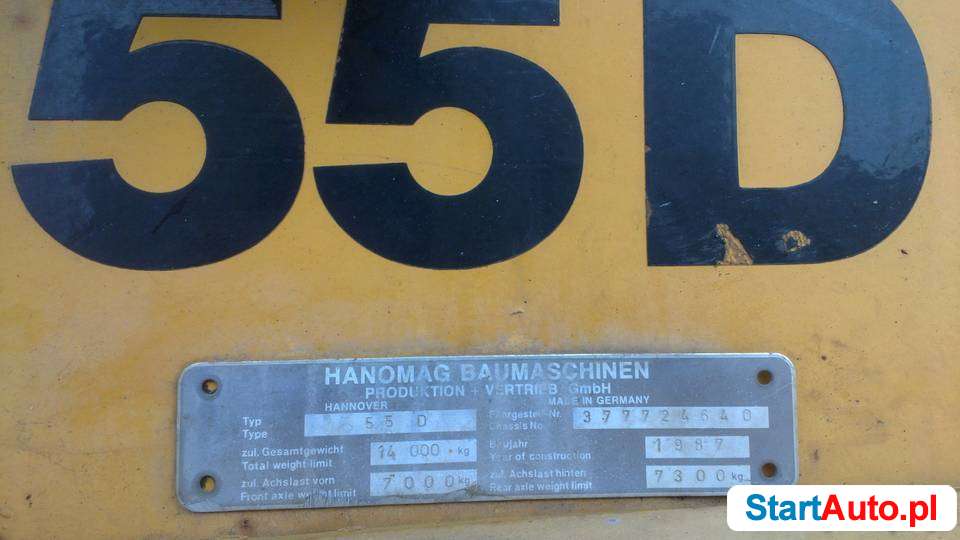 55D
HANOMAG BAUMASCHINEN
PRODUKTION + VERTRIEB GmbH
HANNOVER MADE IN GERMANY
Typ
Type 55 D
Fahrgestell-Nr.
Chassis No 377724640
zul. Gesamtgewicht
Total weight limit 14 000 kg
Baujahr
Year of construction 1987
zul. Achslast vorn
Front axle weight limit 7000 kg
zul. Achslast hinten
Rear axle weight limit 7300 kg
StartAuto.pl